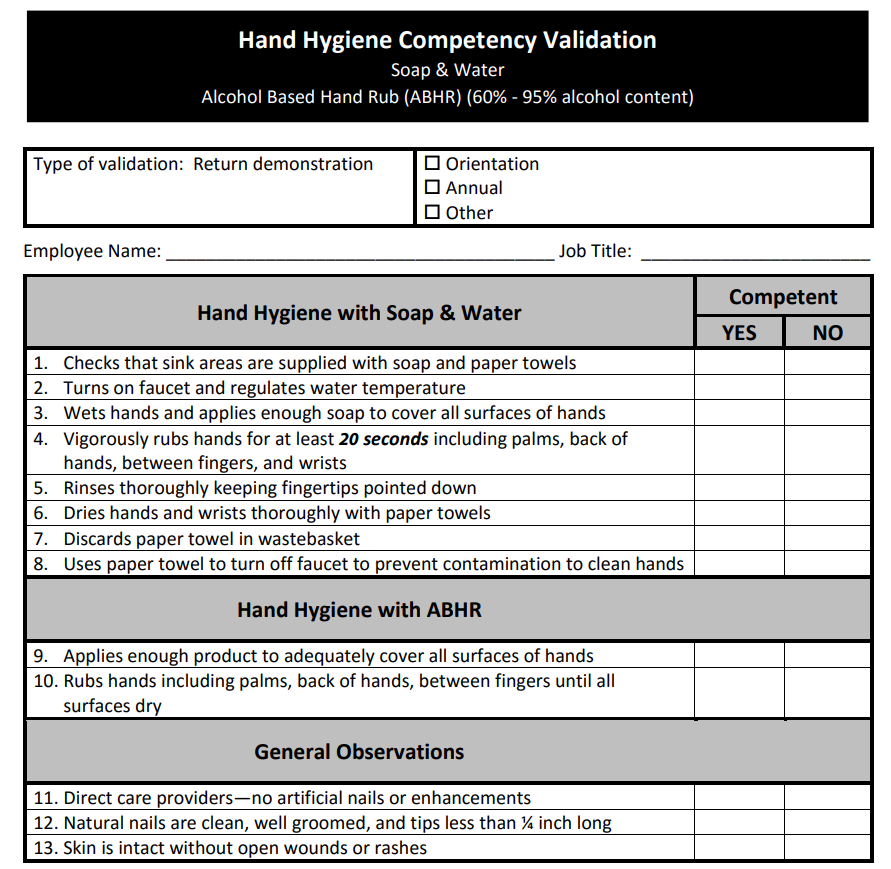 Hand Hygiene Competency Validation
Soap & Water
Alcohol Based Hand Rub (ABHR) (60% - 95% alcohol content)
Type of validation: Return demonstration
☐ Orientation
☐ Annual
☐ Other
Employee Name: ______________________________________ Job Title: ______________________
Hand Hygiene with Soap & Water
Competent
YES NO
1. Checks that sink areas are supplied with soap and paper towels
2. Turns on faucet and regulates water temperature
3. Wets hands and applies enough soap to cover all surfaces of hands
4. Vigorously rubs hands for at least 20 seconds including palms, back of
hands, between fingers, and wrists
5. Rinses thoroughly keeping fingertips pointed down
6. Dries hands and wrists thoroughly with paper towels
7. Discards paper towel in wastebasket
8. Uses paper towel to turn off faucet to prevent contamination to clean hands
Hand Hygiene with ABHR
9. Applies enough product to adequately cover all surfaces of hands
10. Rubs hands including palms, back of hands, between fingers until all
surfaces dry
General Observations
11. Direct care providers—no artificial nails or enhancements
12. Natural nails are clean, well groomed, and tips less than ¼ inch long
13. Skin is intact without open wounds or rashes